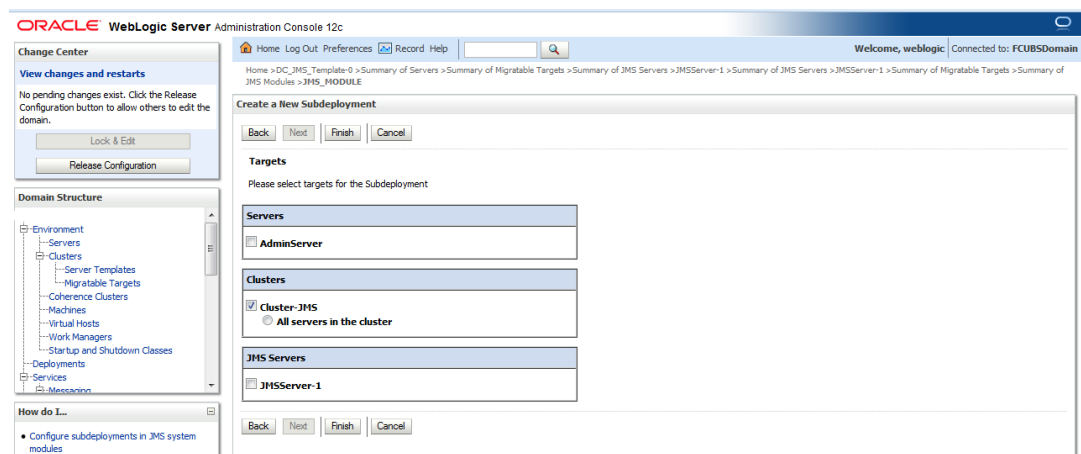 ORACLE WebLogic Server Administration Console 12c
Change Center
View changes and restarts
No pending changes exist. Click the Release
Configuration button to allow others to edit the
domain.
Lock & Edit
Release Configuration
Domain Structure
Environment
Servers
Clusters
Server Templates
Migratable Targets
Coherence Clusters
Machines
Virtual Hosts
Work Managers
Startup and Shutdown Classes
Deployments
Services
Messaging
How do I...
Configure subdeployments in JMS system
modules
Home Log Out Preferences Record Help
Welcome, weblogic Connected to: FCUBSDomain
Home >DC_JMS_Template-0 >Summary of Servers >Summary of Migratable Targets >Summary of JMS Servers >JMSServer-1 >Summary of JMS Servers >JMSServer-1 >Summary of Migratable Targets >Summary of
JMS Modules >JMS_MODULE
Create a New Subdeployment
Back Next Finish Cancel
Targets
Please select targets for the Subdeployment
Servers
AdminServer
Clusters
Cluster-JMS
All servers in the cluster
JMS Servers
JMSServer-1
Back Next Finish Cancel